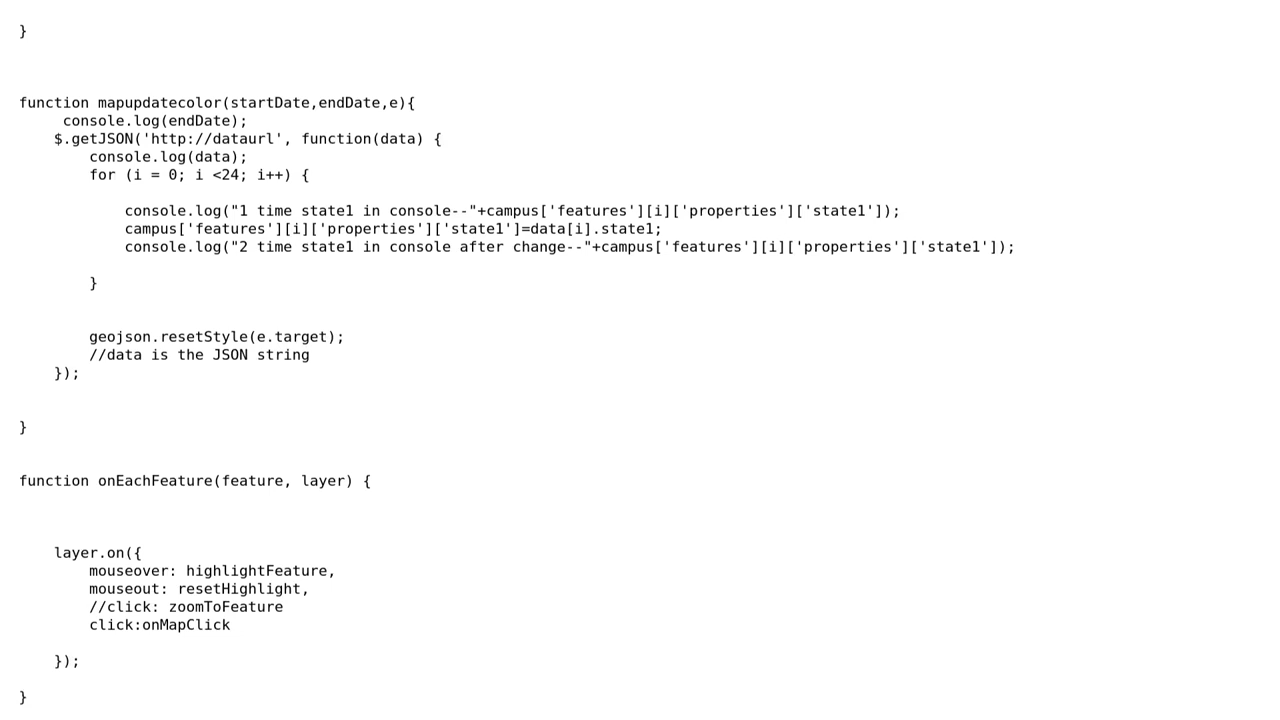 }
function mapupdatecolor(startDate,endDate,e){
console.log(endDate);
$.getJSON('http://dataurl', function(data) {
console.log(data);
for (i = 0; i <24; i++) {
console.log("1 time state1 in console--"+campus['features'][i]['properties']['state1']);
campus['features'][i]['properties']['state1']=data[i].state1;
console.log("2 time state1 in console after change--"+campus['features'][i]['properties']['state1']);
}
geojson.resetStyle(e.target);
//data is the JSON string
});
}
function onEachFeature(feature, layer) {
layer.on({
mouseover: highlightFeature,
mouseout: resetHighlight,
//click: zoomToFeature
click:onMapClick
});
}